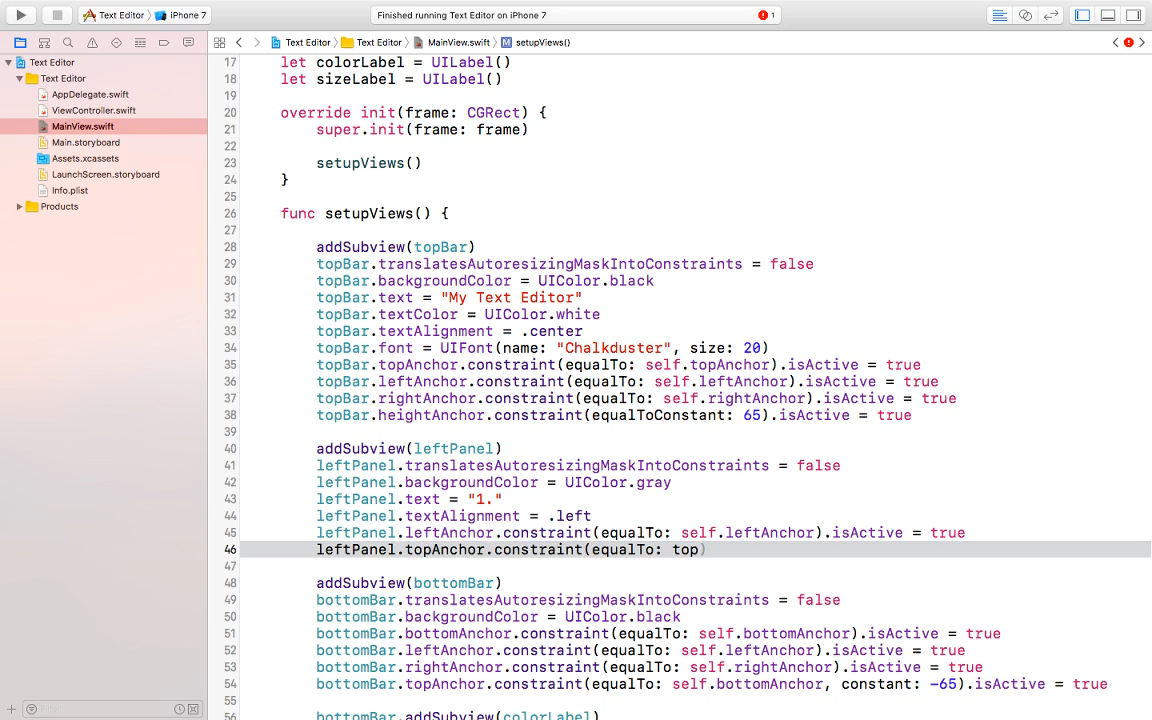 Text Editor
iPhone 7
Finished running Text Editor on iPhone 7
1
Text Editor
Text Editor
MainView.swift
M
setupViews()
Text Editor
Text Editor
AppDelegate.swift
ViewController.swift
MainView.swift
Main.storyboard
Assets.xcassets
LaunchScreen.storyboard
Info.plist
Products
17 let colorLabel = UILabel()
18 let sizeLabel = UILabel()
19
20 override init(frame: CGRect) {
21 super.init(frame: frame)
22
23 setupViews()
24 }
25
26 func setupViews() {
27
28 addSubview(topBar)
29 topBar.translatesAutoresizingMaskIntoConstraints = false
30 topBar.backgroundColor = UIColor.black
31 topBar.text = "My Text Editor"
32 topBar.textColor = UIColor.white
33 topBar.textAlignment = .center
34 topBar.font = UIFont(name: "Chalkduster", size: 20)
35 topBar.topAnchor.constraint(equalTo: self.topAnchor).isActive = true
36 topBar.leftAnchor.constraint(equalTo: self.leftAnchor).isActive = true
37 topBar.rightAnchor.constraint(equalTo: self.rightAnchor).isActive = true
38 topBar.heightAnchor.constraint(equalToConstant: 65).isActive = true
39
40 addSubview(leftPanel)
41 leftPanel.translatesAutoresizingMaskIntoConstraints = false
42 leftPanel.backgroundColor = UIColor.gray
43 leftPanel.text = "1."
44 leftPanel.textAlignment = .left
45 leftPanel.leftAnchor.constraint(equalTo: self.leftAnchor).isActive = true
46 leftPanel.topAnchor.constraint(equalTo: top)
47
48 addSubview(bottomBar)
49 bottomBar.translatesAutoresizingMaskIntoConstraints = false
50 bottomBar.backgroundColor = UIColor.black
51 bottomBar.bottomAnchor.constraint(equalTo: self.bottomAnchor).isActive = true
52 bottomBar.leftAnchor.constraint(equalTo: self.leftAnchor).isActive = true
53 bottomBar.rightAnchor.constraint(equalTo: self.rightAnchor).isActive = true
54 bottomBar.topAnchor.constraint(equalTo: self.bottomAnchor, constant: -65).isActive = true
55
56 bottomBar.addSubview(colorLabel)
Filter